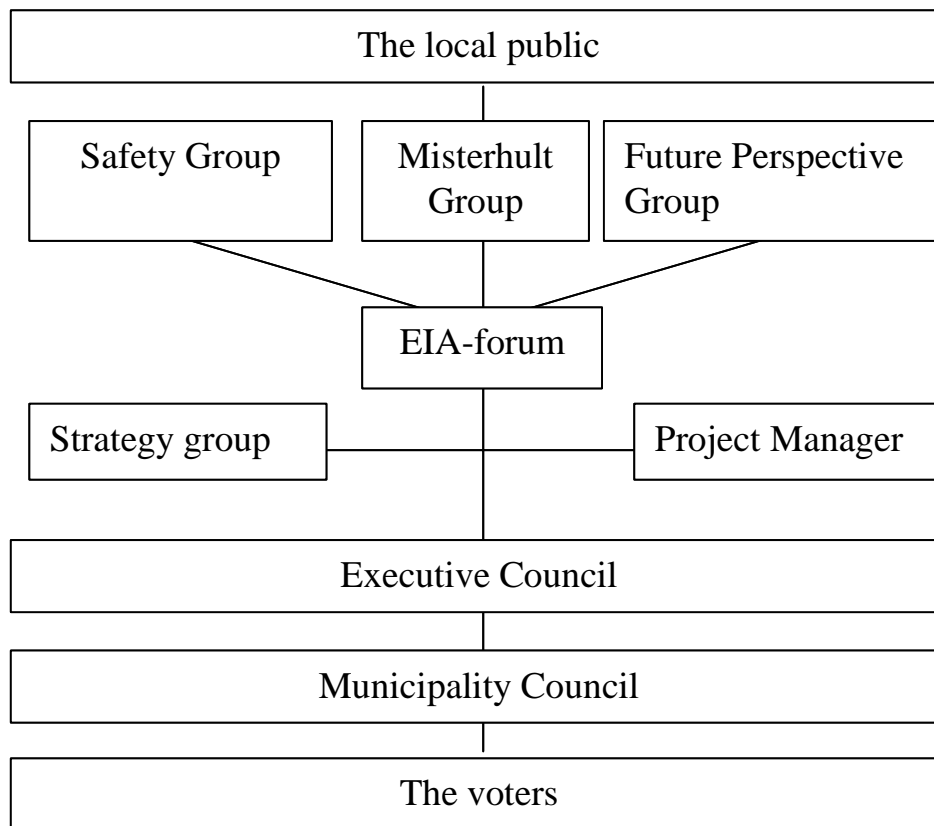 The local public
Safety Group
Misterhult
Group
Future Perspective
Group
EIA-forum
Strategy group
Project Manager
Executive Council
Municipality Council
The voters